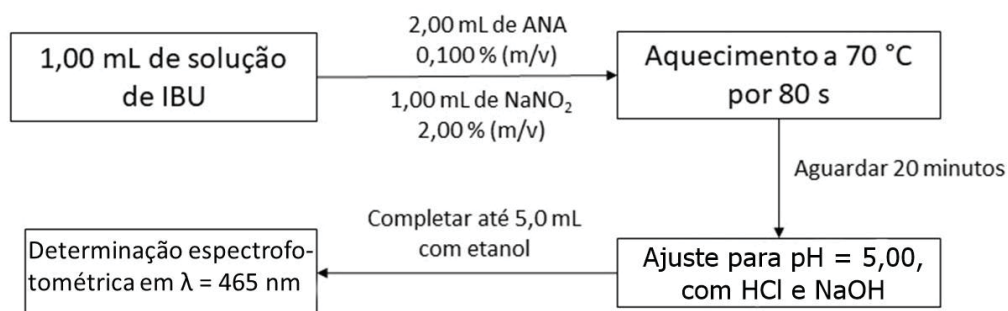 1,00 mL de solução
de IBU
2,00 mL de ANA
0,100 % (m/v)
1,00 mL de NaNO₂
2,00 % (m/v)
Aquecimento a 70 °C
por 80 s
Aguardar 20 minutos
Ajuste para pH = 5,00,
com HCl e NaOH
Completar até 5,0 mL
com etanol
Determinação espectrofo-
tométrica em λ = 465 nm